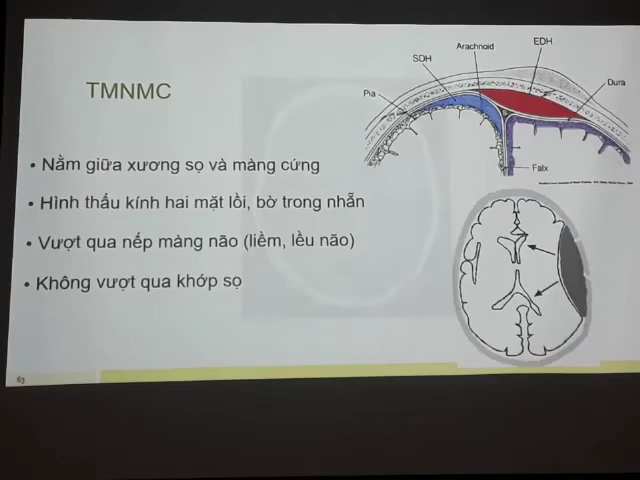 TMNMC
• Nằm giữa xương sọ và màng cứng
• Hình thấu kính hai mặt lồi, bờ trong nhẵn
• Vượt qua nếp màng não (liềm, lều não)
• Không vượt qua khớp sọ
Arachnoid
EDH
SDH
Dura
Pia
Falx